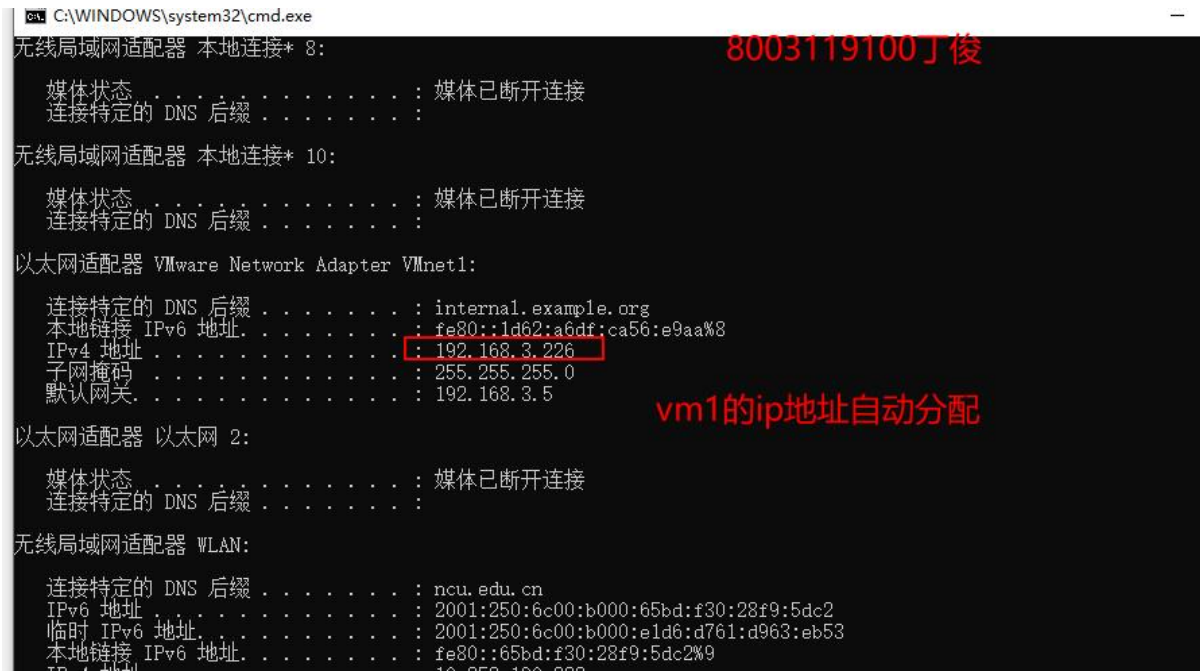 C:\WINDOWS\system32\cmd.exe
无线局域网适配器 本地连接* 8:
8003119100丁俊
媒体状态 . . . . . . . . . . . . : 媒体已断开连接
连接特定的 DNS 后缀 . . . . . . . :
无线局域网适配器 本地连接* 10:
媒体状态 . . . . . . . . . . . . : 媒体已断开连接
连接特定的 DNS 后缀 . . . . . . . :
以太网适配器 VMware Network Adapter VMnet1:
连接特定的 DNS 后缀 . . . . . . . : internal.example.org
本地链接 IPv6 地址. . . . . . . . : fe80::1d62:a6df:ca56:e9aa%8
IPv4 地址 . . . . . . . . . . . . : 192.168.3.226
子网掩码 . . . . . . . . . . . . : 255.255.255.0
默认网关. . . . . . . . . . . . . : 192.168.3.5
vm1的ip地址自动分配
以太网适配器 以太网 2:
媒体状态 . . . . . . . . . . . . : 媒体已断开连接
连接特定的 DNS 后缀 . . . . . . . :
无线局域网适配器 WLAN:
连接特定的 DNS 后缀 . . . . . . . : ncu.edu.cn
IPv6 地址 . . . . . . . . . . . . : 2001:250:6c00:b000:65bd:f30:28f9:5dc2
临时 IPv6 地址. . . . . . . . . . : 2001:250:6c00:b000:e1d6:d761:d963:eb53
本地链接 IPv6 地址. . . . . . . . : fe80::65bd:f30:28f9:5dc2%9